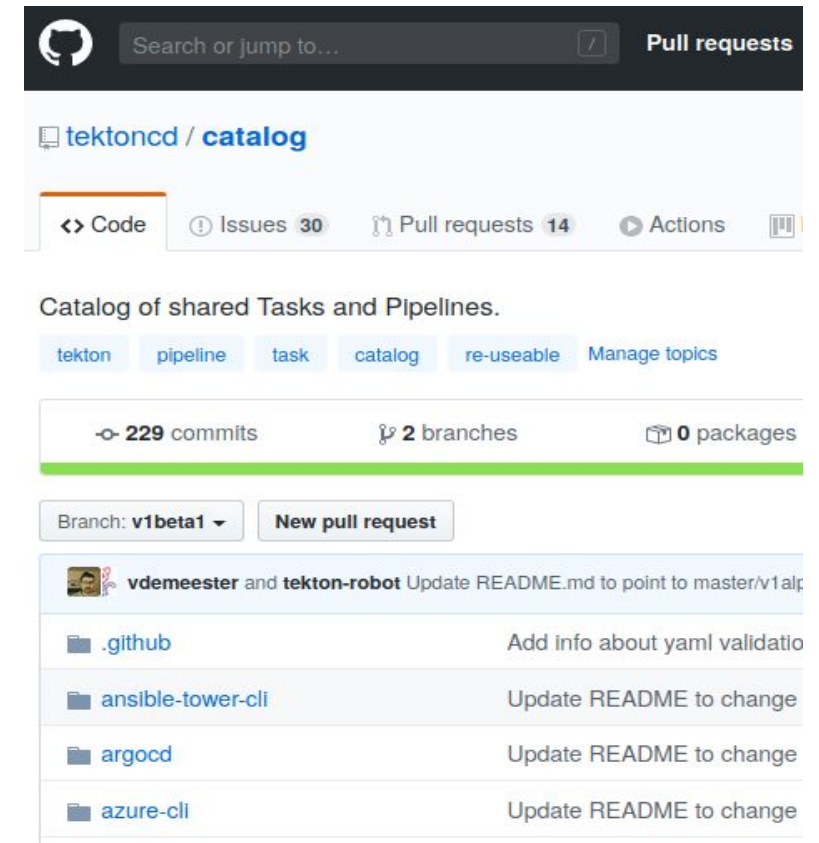 Search or jump to... / Pull requests
tektoncd / catalog
<> Code Issues 30 Pull requests 14 Actions
Catalog of shared Tasks and Pipelines.
tekton pipeline task catalog re-useable Manage topics
229 commits 2 branches 0 packages
Branch: v1beta1 New pull request
vdemeester and tekton-robot Update README.md to point to master/v1alp
.github Add info about yaml validatio
ansible-tower-cli Update README to change
argocd Update README to change
azure-cli Update README to change